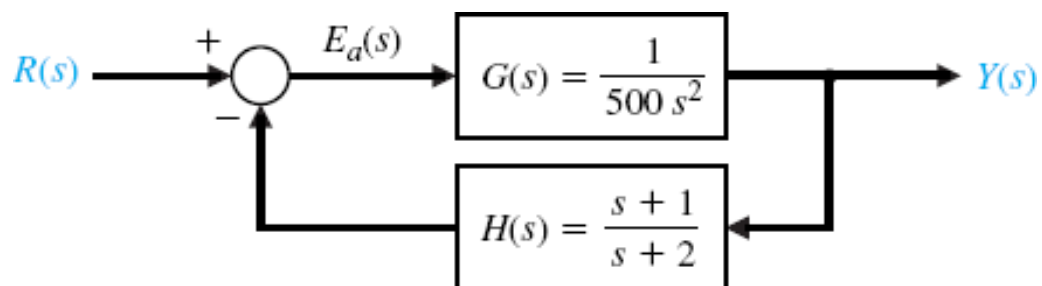 R(s)
+
−
E_a(s)
G(s) = 1 / (500 s^2)
Y(s)
H(s) = (s + 1) / (s + 2)